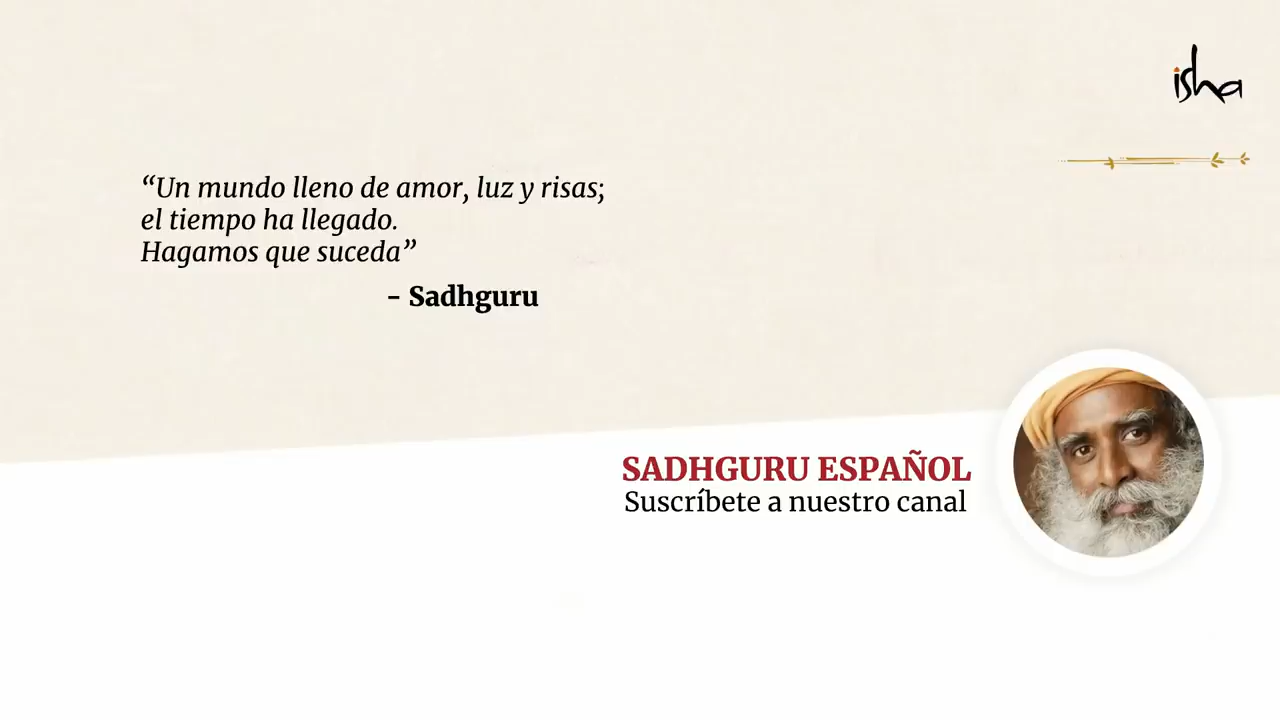 isha
“Un mundo lleno de amor, luz y risas;
el tiempo ha llegado.
Hagamos que suceda”
- Sadhguru
SADHGURU ESPAÑOL
Suscríbete a nuestro canal